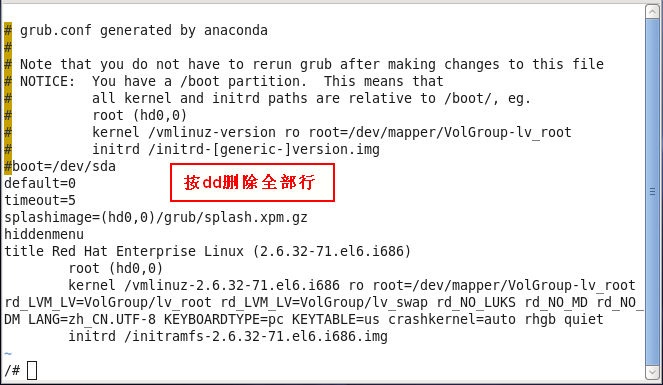 # grub.conf generated by anaconda
#
# Note that you do not have to rerun grub after making changes to this file
# NOTICE:  You have a /boot partition.  This means that
#          all kernel and initrd paths are relative to /boot/, eg.
#          root (hd0,0)
#          kernel /vmlinuz-version ro root=/dev/mapper/VolGroup-lv_root
#          initrd /initrd-[generic-]version.img
#boot=/dev/sda
default=0
按dd删除全部行
timeout=5
splashimage=(hd0,0)/grub/splash.xpm.gz
hiddenmenu
title Red Hat Enterprise Linux (2.6.32-71.el6.i686)
        root (hd0,0)
        kernel /vmlinuz-2.6.32-71.el6.i686 ro root=/dev/mapper/VolGroup-lv_root
rd_LVM_LV=VolGroup/lv_root rd_LVM_LV=VolGroup/lv_swap rd_NO_LUKS rd_NO_MD rd_NO_
DM LANG=zh_CN.UTF-8 KEYBOARDTYPE=pc KEYTABLE=us crashkernel=auto rhgb quiet
        initrd /initramfs-2.6.32-71.el6.i686.img
~
/#